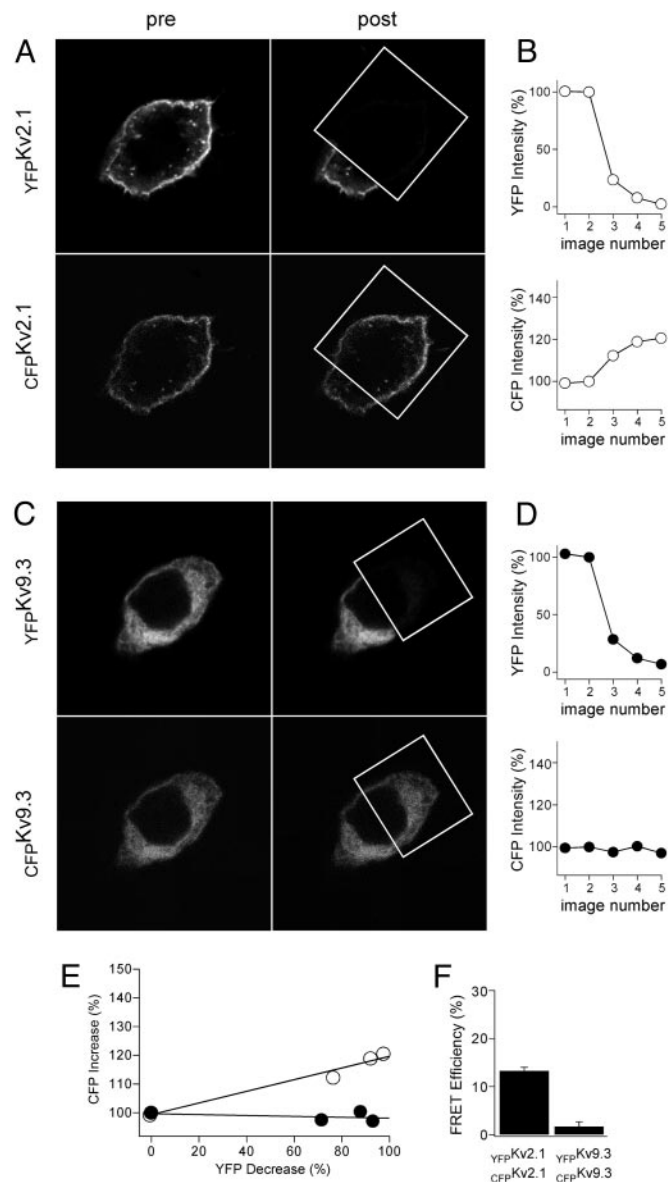 pre post
A
YFPKv2.1
CFPKv2.1
B
YFP Intensity (%)
100
50
0
1 2 3 4 5
image number
CFP Intensity (%)
140
120
100
1 2 3 4 5
image number
C
YFPKv9.3
CFPKv9.3
D
YFP Intensity (%)
100
50
0
1 2 3 4 5
image number
CFP Intensity (%)
140
120
100
1 2 3 4 5
image number
E
CFP Increase (%)
150
140
130
120
110
100
0 20 40 60 80 100
YFP Decrease (%)
F
FRET Efficiency (%)
30
20
10
0
YFPKv2.1 YFPKv9.3
CFPKv2.1 CFPKv9.3